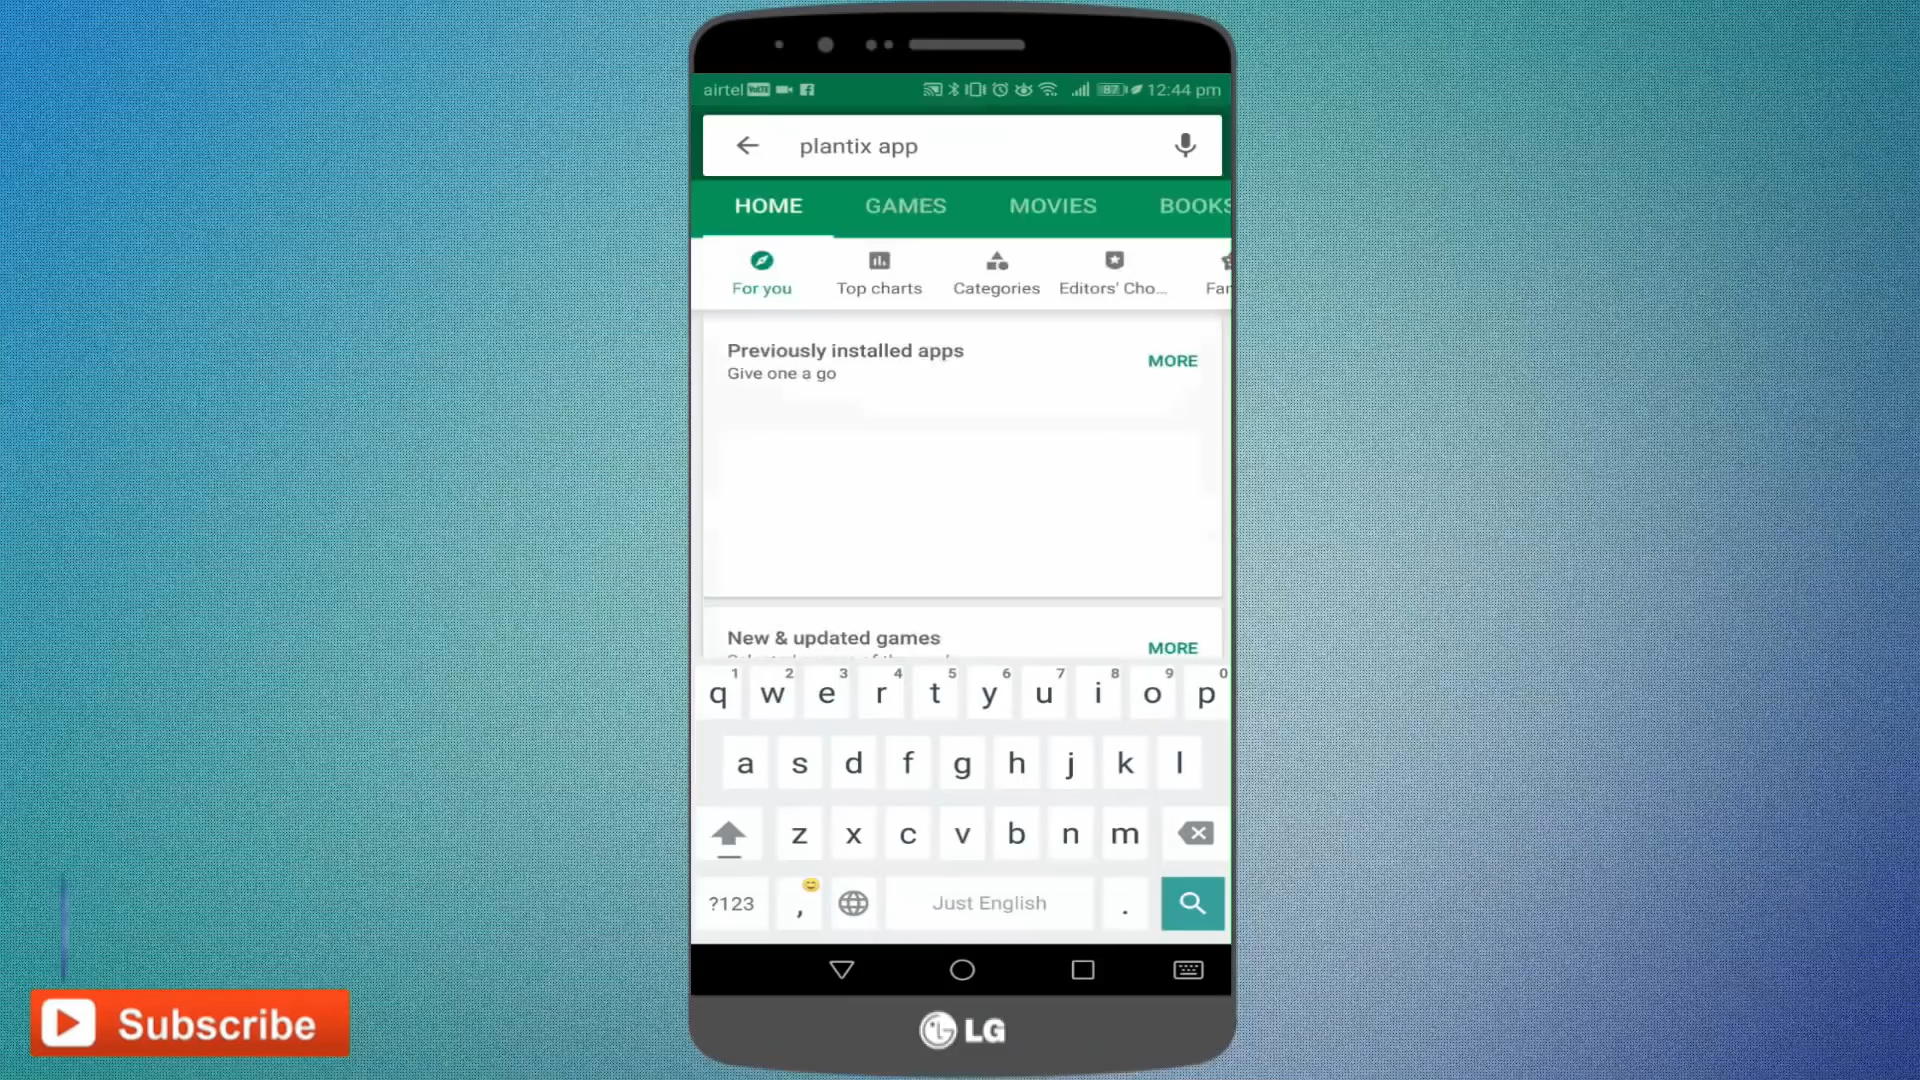 airtel VoLTE 87 12:44 pm
plantix app
HOME GAMES MOVIES BOOKS
For you Top charts Categories Editors' Cho...
Previously installed apps
MORE
Give one a go
New & updated games
MORE
1 2 3 4 5 6 7 8 9 0
q w e r t y u i o p
a s d f g h j k l
z x c v b n m
?123 , Just English .
LG
Subscribe